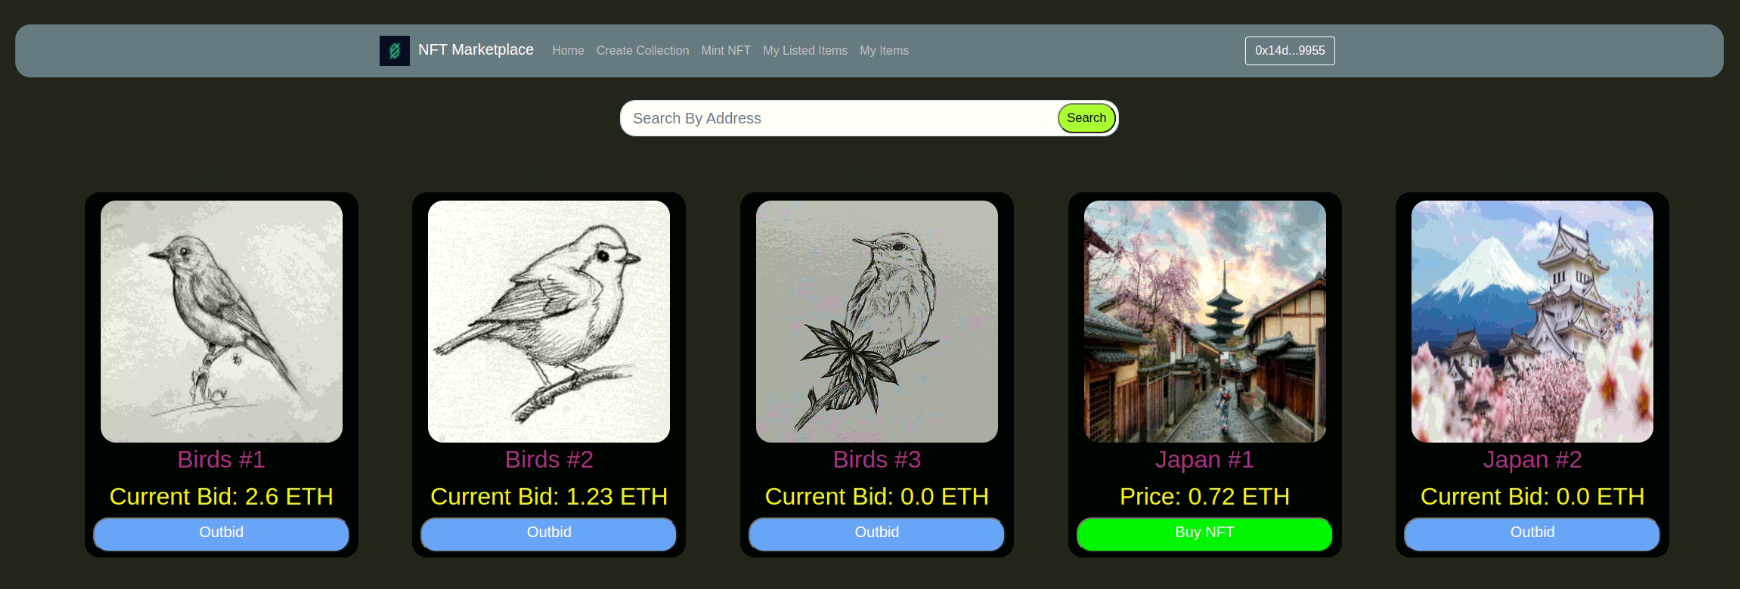 NFT Marketplace Home Create Collection Mint NFT My Listed Items My Items 0x14d...9955
Search By Address Search
Birds #1 Birds #2 Birds #3 Japan #1 Japan #2
Current Bid: 2.6 ETH Current Bid: 1.23 ETH Current Bid: 0.0 ETH Price: 0.72 ETH Current Bid: 0.0 ETH
Outbid Outbid Outbid Buy NFT Outbid